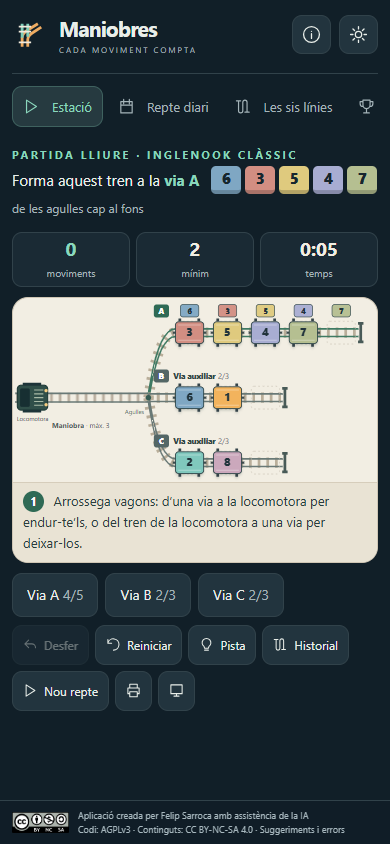 Maniobres
CADA MOVIMENT COMPTA
Estació
Repte diari
Les sis línies
PARTIDA LLIURE · INGLENOOK CLÀSSIC
Forma aquest tren a la via A 6 3 5 4 7
de les agulles cap al fons
0 2 0:05
moviments mínim temps
A 6 3 5 4 7
3 5 4 7
B Via auxiliar 2/3
6 1
Locomotora
Agulles
Maniobra · màx. 3
C Via auxiliar 2/3
2 8
1 Arrossega vagons: d'una via a la locomotora per
endur-te'ls, o del tren de la locomotora a una via per
deixar-los.
Via A 4/5 Via B 2/3 Via C 2/3
Desfer Reiniciar Pista Historial
Nou repte
CC BY NC SA
Aplicació creada per Felip Sarroca amb assistència de la IA
Codi: AGPLv3 · Continguts: CC BY-NC-SA 4.0 · Suggeriments i errors